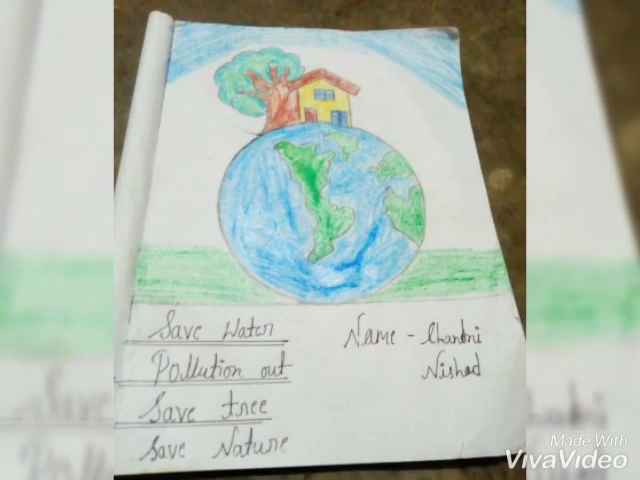 Save Water
Pollution out
Save tree
Save Nature
Name - Chandni
Nishad
Made With
VivaVideo